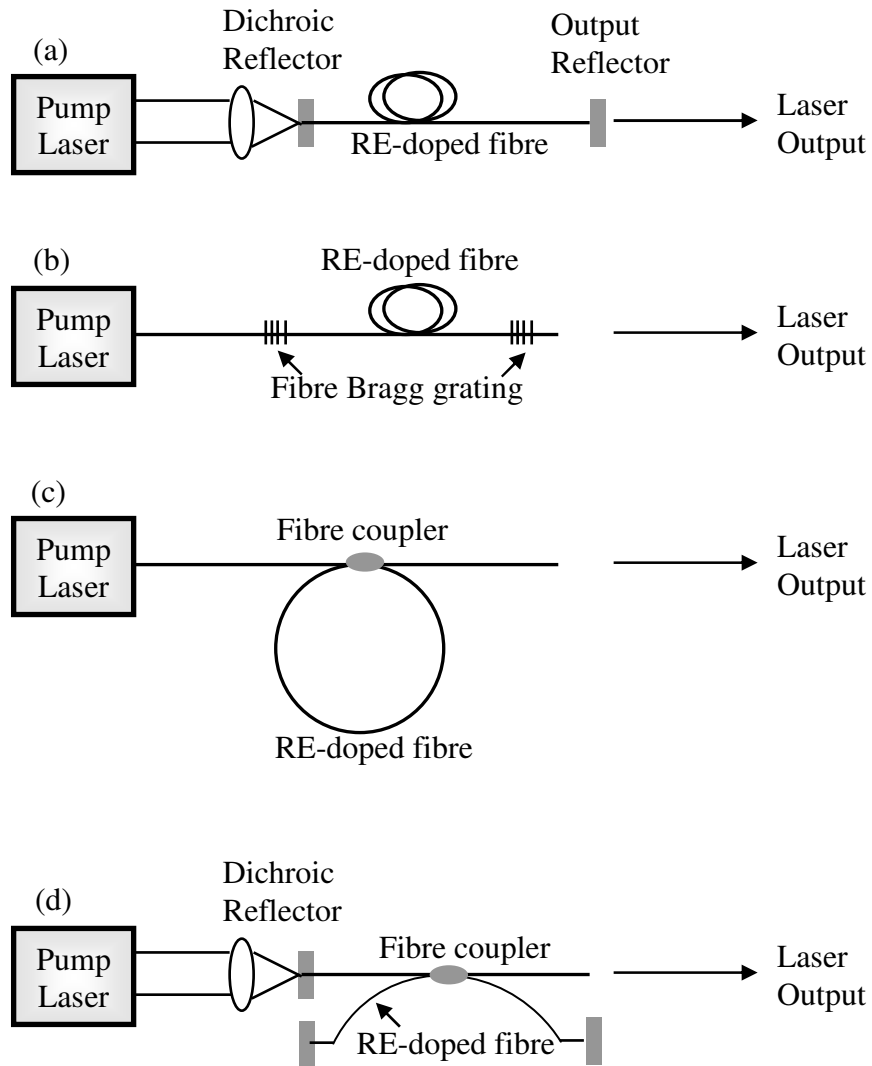 (a)
Dichroic
Reflector
Output
Reflector
Pump
Laser
RE-doped fibre
Laser
Output
(b)
RE-doped fibre
Pump
Laser
Fibre Bragg grating
Laser
Output
(c)
Fibre coupler
Pump
Laser
Laser
Output
RE-doped fibre
(d)
Dichroic
Reflector
Fibre coupler
Pump
Laser
RE-doped fibre
Laser
Output